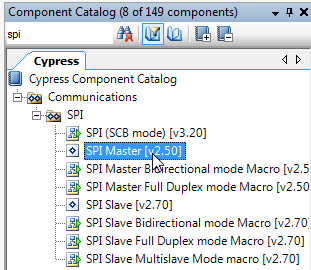 Component Catalog (8 of 149 components)
spi
Cypress
Cypress Component Catalog
Communications
SPI
SPI (SCB mode) [v3.20]
SPI Master [v2.50]
SPI Master Bidirectional mode Macro [v2.5
SPI Master Full Duplex mode Macro [v2.50
SPI Slave [v2.70]
SPI Slave Bidirectional mode Macro [v2.70]
SPI Slave Full Duplex mode Macro [v2.70]
SPI Slave Multislave Mode macro [v2.70]